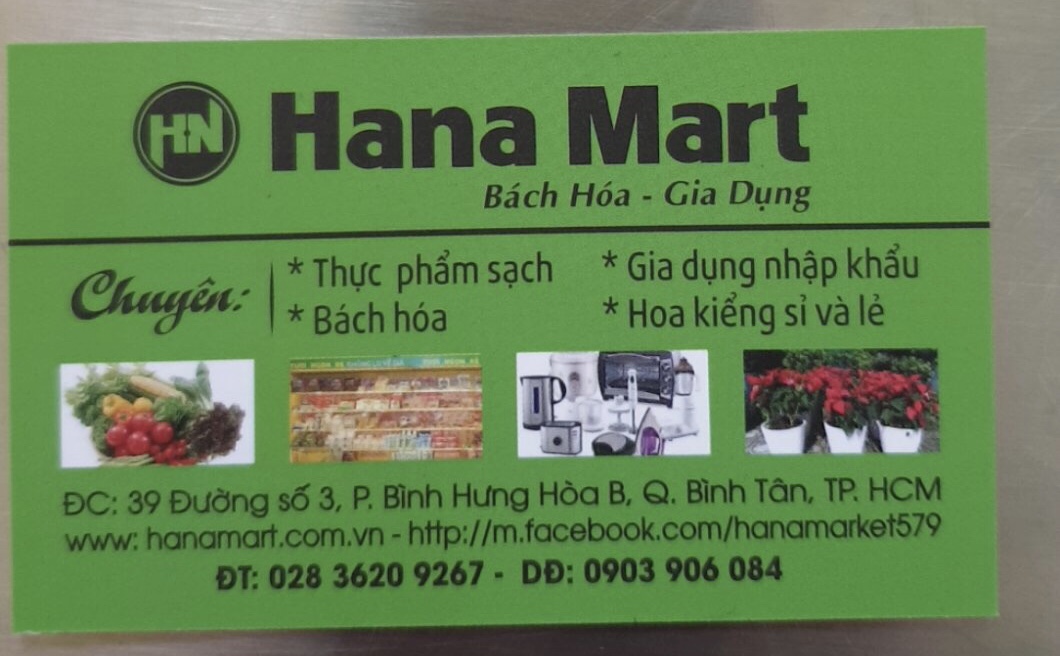 HN Hana Mart
Bách Hóa - Gia Dụng
Chuyên:
* Thực phẩm sạch
* Bách hóa
* Gia dụng nhập khẩu
* Hoa kiểng sỉ và lẻ
ĐC: 39 Đường số 3, P. Bình Hưng Hòa B, Q. Bình Tân, TP. HCM
www: hanamart.com.vn - http://m.facebook.com/hanamarket579
ĐT: 028 3620 9267 - DĐ: 0903 906 084